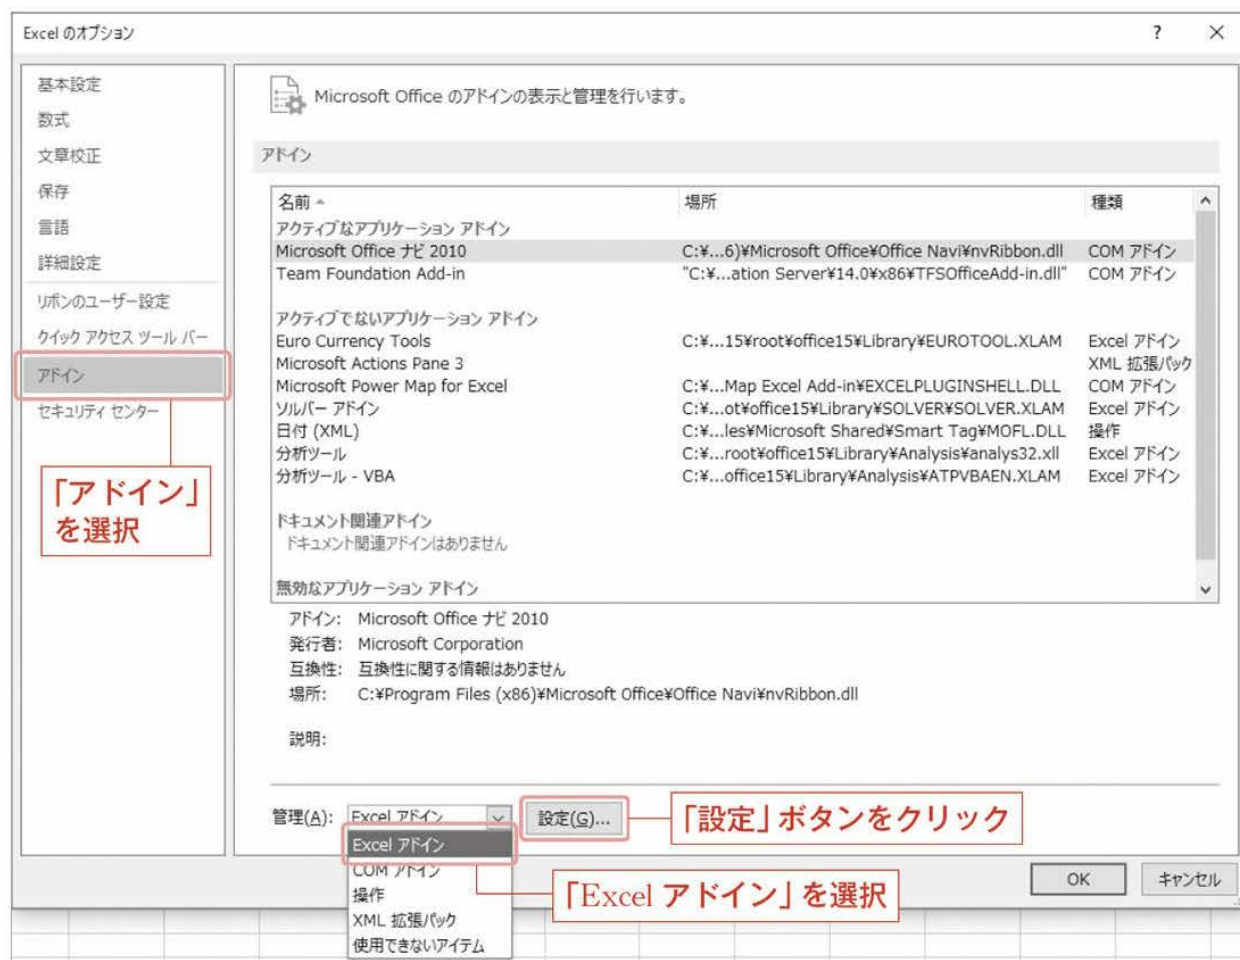 Excel のオプション
?
基本設定
数式
文章校正
保存
言語
詳細設定
リボンのユーザー設定
クイック アクセス ツール バー
アドイン
セキュリティ センター
「アドイン」
を選択
Microsoft Office のアドインの表示と管理を行います。
アドイン
名前 場所 種類
アクティブなアプリケーション アドイン
Microsoft Office ナビ 2010 C:¥...6)¥Microsoft Office¥Office Navi¥nvRibbon.dll COM アドイン
Team Foundation Add-in "C:¥...ation Server¥14.0¥x86¥TFSOfficeAdd-in.dll" COM アドイン
アクティブでないアプリケーション アドイン
Euro Currency Tools C:¥...15¥root¥office15¥Library¥EUROTOOL.XLAM Excel アドイン
Microsoft Actions Pane 3 XML 拡張パック
Microsoft Power Map for Excel C:¥...Map Excel Add-in¥EXCELPLUGINSHELL.DLL COM アドイン
ソルバー アドイン C:¥...ot¥office15¥Library¥SOLVER¥SOLVER.XLAM Excel アドイン
日付 (XML) C:¥...les¥Microsoft Shared¥Smart Tag¥MOFL.DLL 操作
分析ツール C:¥...root¥office15¥Library¥Analysis¥analys32.xll Excel アドイン
分析ツール - VBA C:¥...office15¥Library¥Analysis¥ATPVBAEN.XLAM Excel アドイン
ドキュメント関連アドイン
ドキュメント関連アドインはありません
無効なアプリケーション アドイン
アドイン: Microsoft Office ナビ 2010
発行者: Microsoft Corporation
互換性: 互換性に関する情報はありません
場所: C:¥Program Files (x86)¥Microsoft Office¥Office Navi¥nvRibbon.dll
説明:
管理(A): Excel アドイン 設定(G)...
「設定」ボタンをクリック
Excel アドイン
COM アドイン
操作
XML 拡張パック
使用できないアイテム
「Excel アドイン」を選択
OK キャンセル